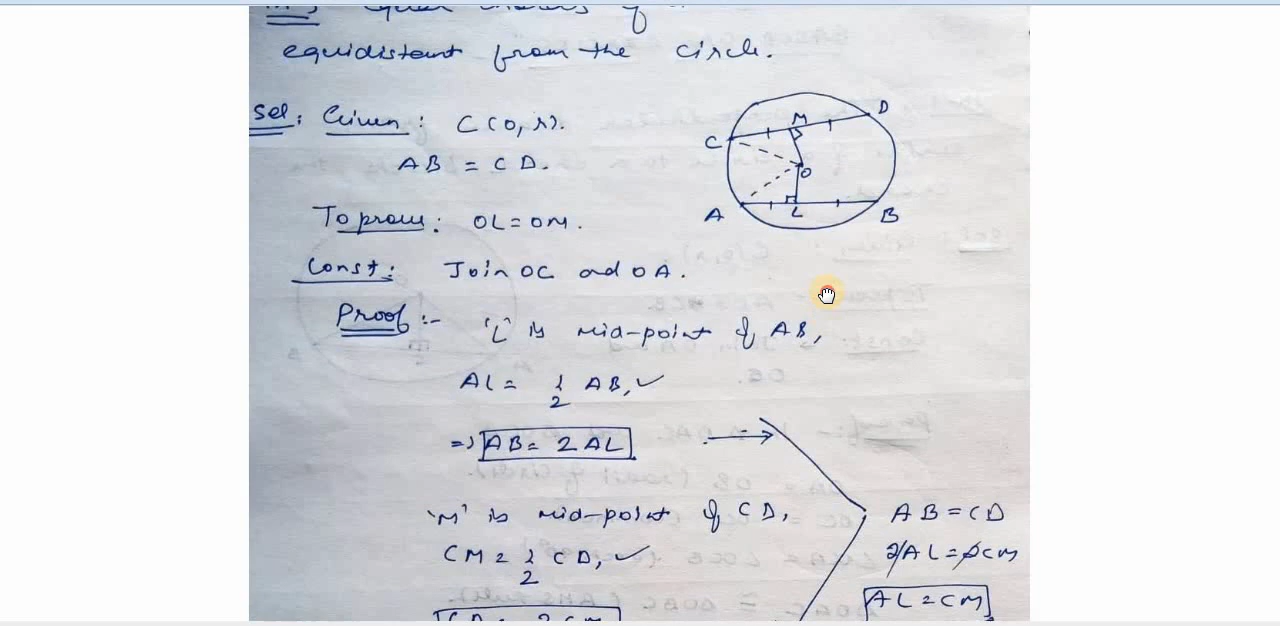 equidistant from the circle.
Sol: Given: C(O, r).
AB = CD.
To prove: OL = OM.
Const: Join OC and OA.
Proof :-
'L' is mid-point of AB,
AL = 1/2 AB, ✓
=) AB = 2AL
'M' is mid-point of CD,
CM = 1/2 CD, ✓
CD = 2CM
AB = CD
2AL = 2CM
AL = CM
C
M
D
O
A
L
B